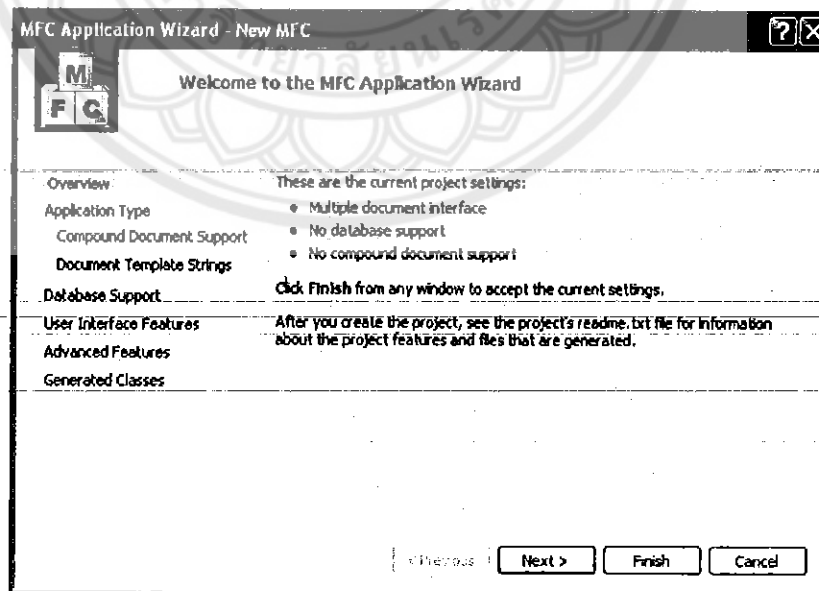 MFC Application Wizard - New MFC
M
F C
Welcome to the MFC Application Wizard
Overview
Application Type
Compound Document Support
Document Template Strings
Database Support
User Interface Features
Advanced Features
Generated Classes
These are the current project settings:
• Multiple document interface
• No database support
• No compound document support
Click Finish from any window to accept the current settings.
After you create the project, see the project's readme.txt file for information
about the project features and files that are generated.
< Previous
Next >
Finish
Cancel